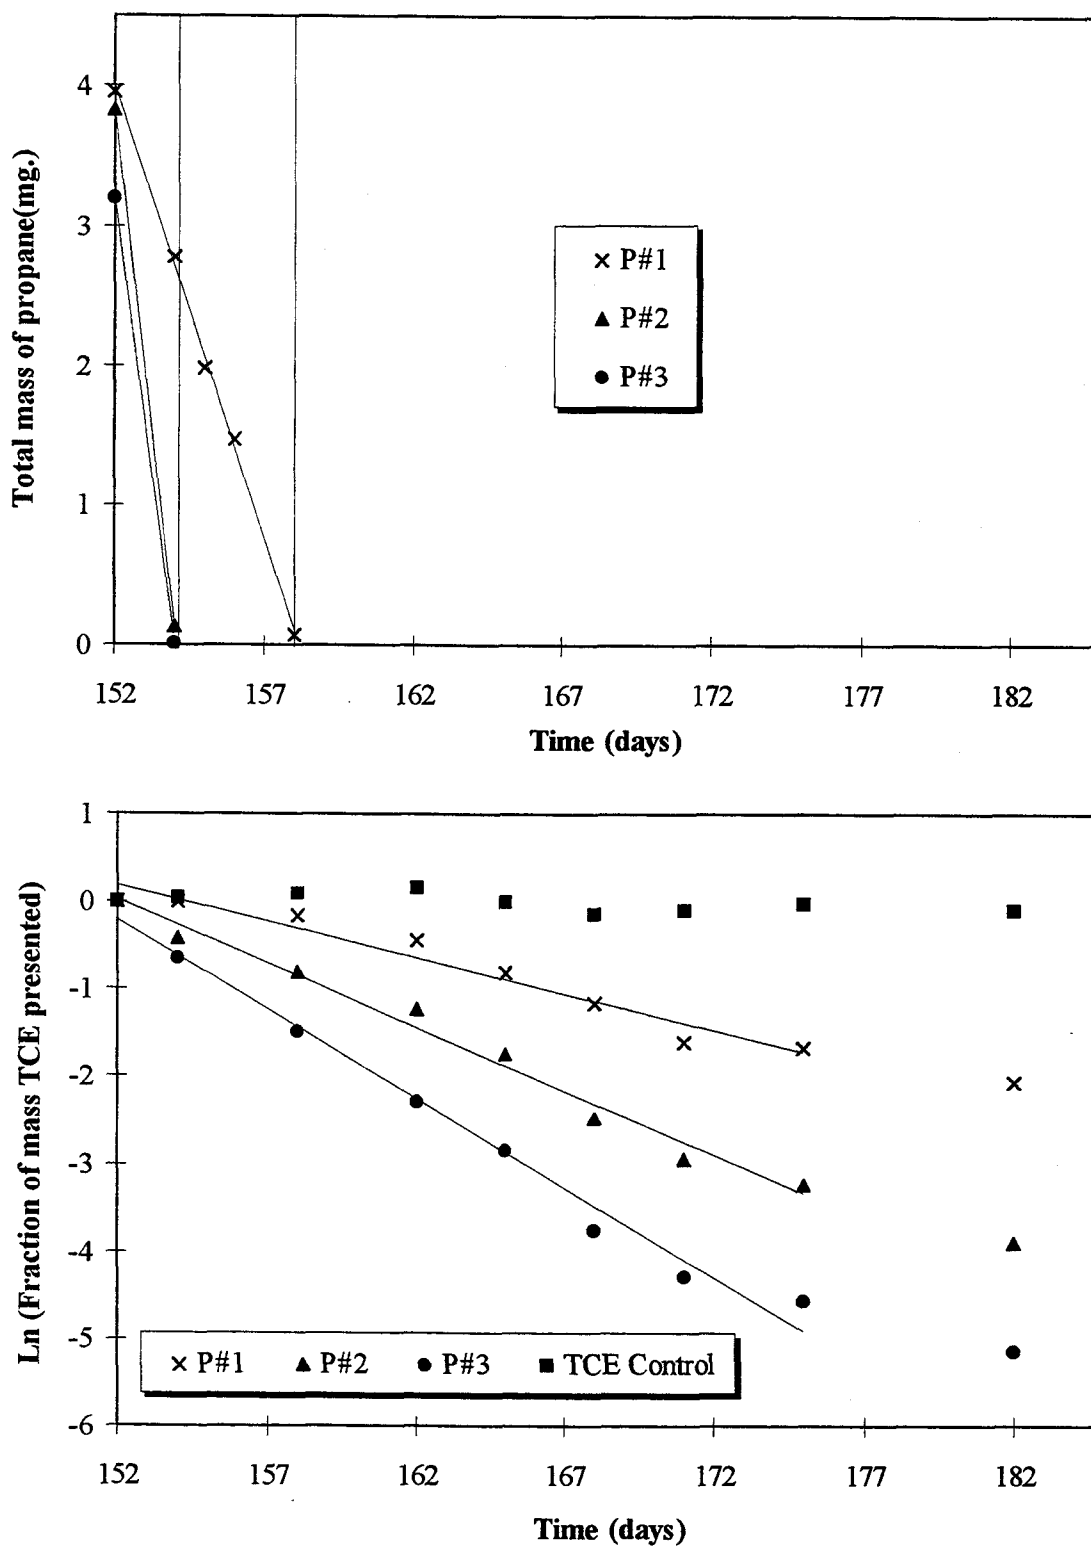 Total mass of propane(mg.)
4
3
2
1
0
P#1
P#2
P#3
152 157 162 167 172 177 182
Time (days)
Ln (Fraction of mass TCE presented)
1
0
-1
-2
-3
-4
-5
-6
P#1 P#2 P#3 TCE Control
152 157 162 167 172 177 182
Time (days)